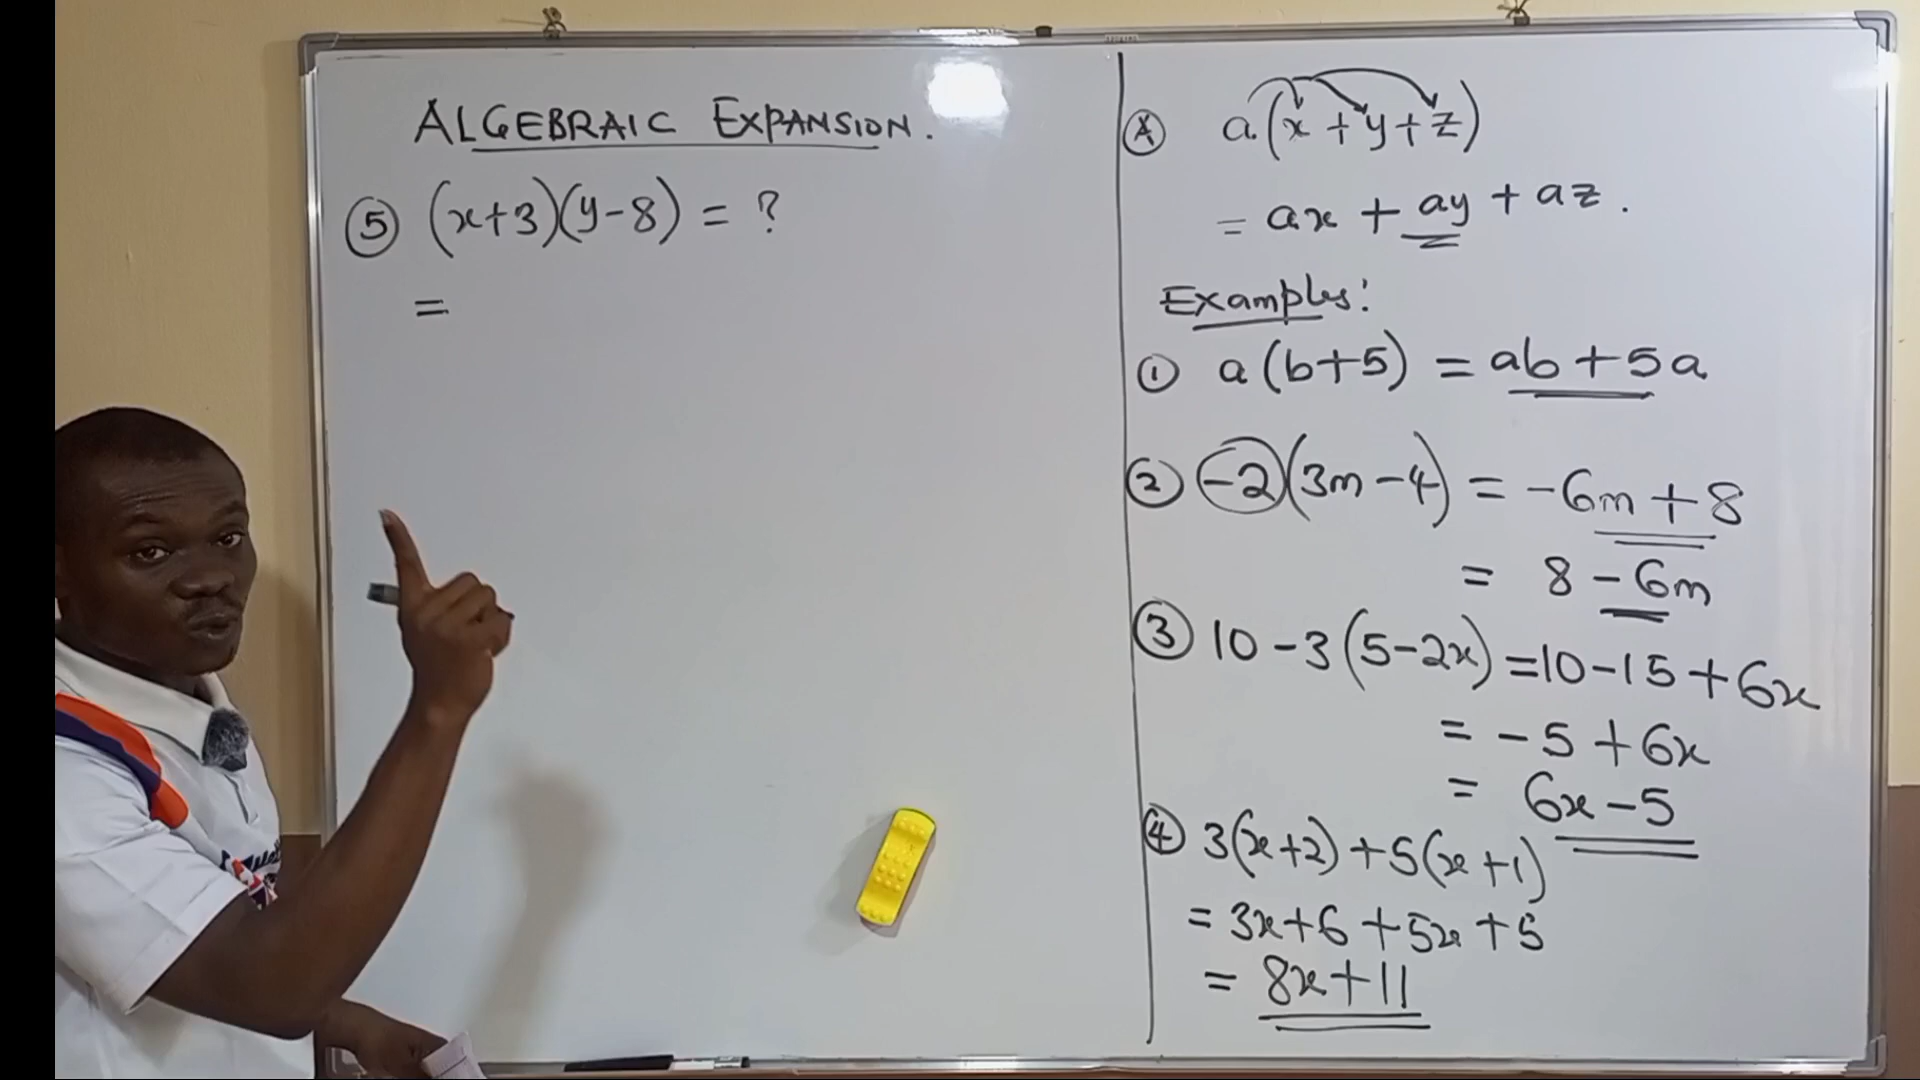 ALGEBRAIC EXPANSION.
⑤ (x+3)(y-8) = ?
=
Ⓐ a(x+y+z)
= ax + ay + az.
Examples:
① a(b+5) = ab + 5a
② -2(3m-4) = -6m + 8
= 8 - 6m
③ 10-3(5-2x) = 10-15+6x
= -5 + 6x
= 6x - 5
④ 3(x+2)+5(x+1)
= 3x+6+5x+5
= 8x+11